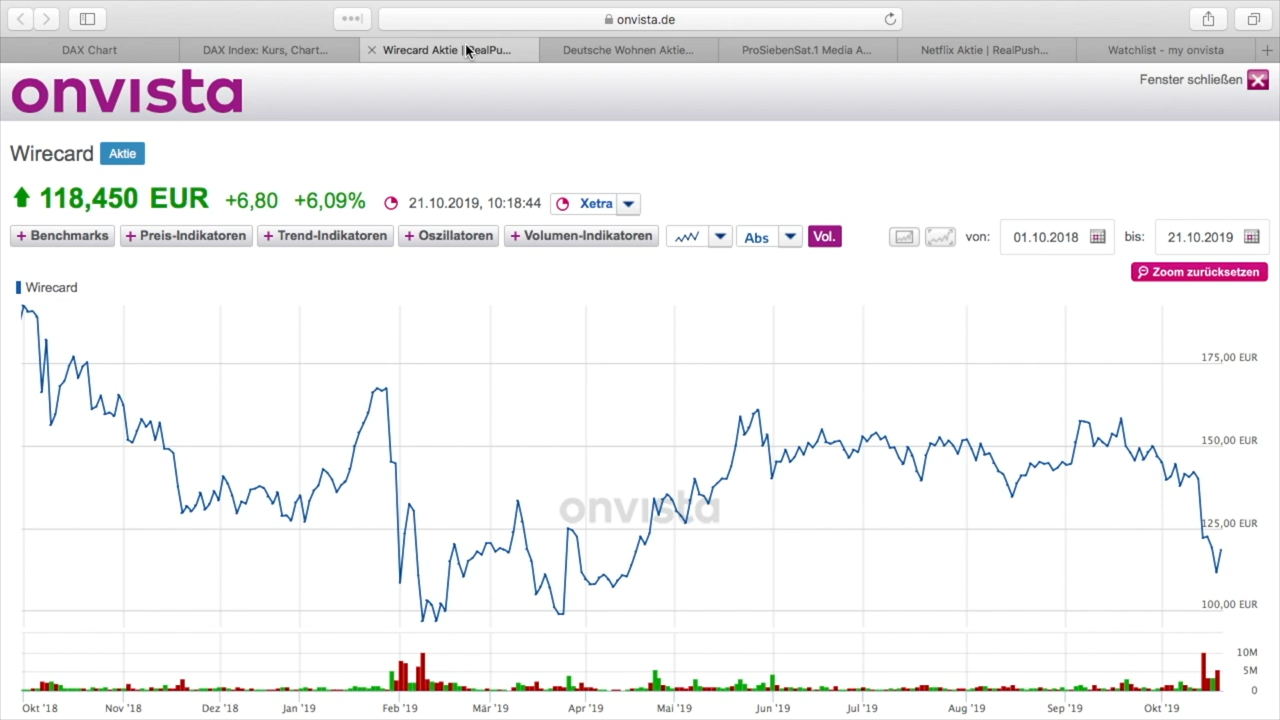 onvista.de
DAX Chart
DAX Index: Kurs, Chart...
Wirecard Aktie | RealPu...
Deutsche Wohnen Aktie...
ProSiebenSat.1 Media A...
Netflix Aktie | RealPush...
Watchlist - my onvista
onvista
Fenster schließen
Wirecard Aktie
118,450 EUR +6,80 +6,09% 21.10.2019, 10:18:44 Xetra
+ Benchmarks + Preis-Indikatoren + Trend-Indikatoren + Oszillatoren + Volumen-Indikatoren Abs Vol. von: 01.10.2018 bis: 21.10.2019
Zoom zurücksetzen
Wirecard
175,00 EUR
150,00 EUR
onvista
125,00 EUR
100,00 EUR
10M
5M
0
Okt '18 Nov '18 Dez '18 Jan '19 Feb '19 Mär '19 Apr '19 Mai '19 Jun '19 Jul '19 Aug '19 Sep '19 Okt '19